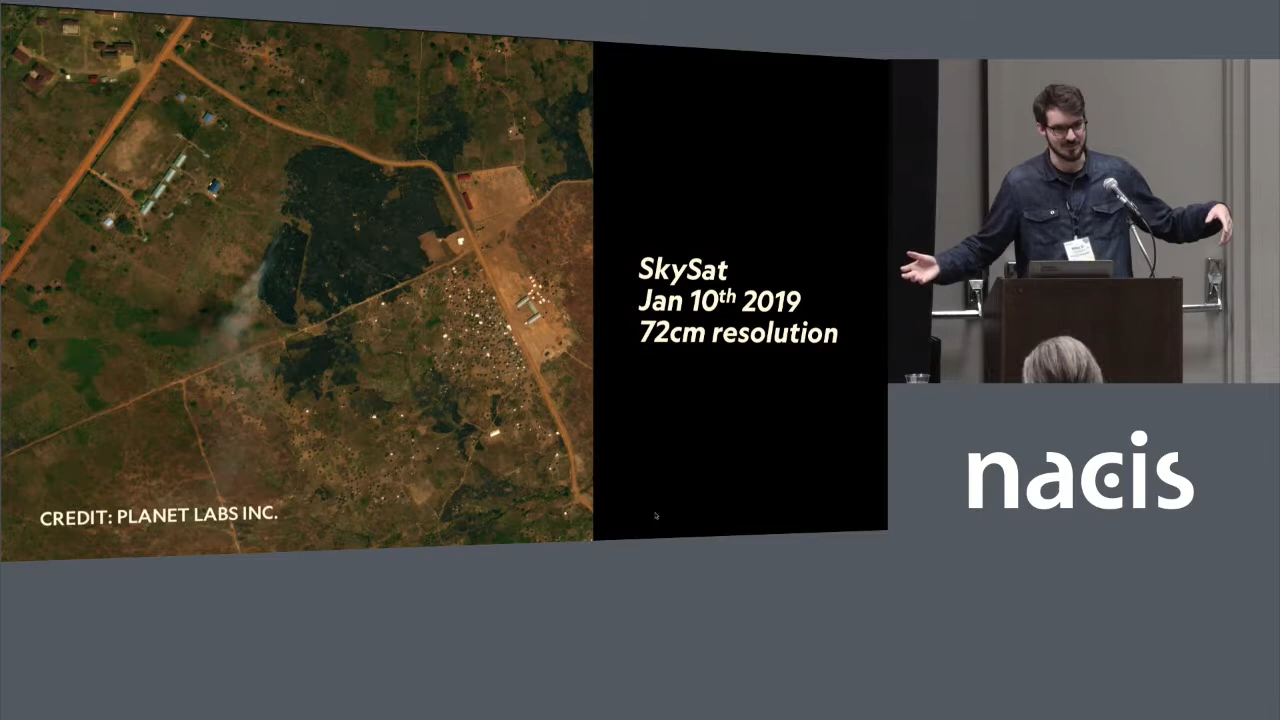 SkySat
Jan 10th 2019
72cm resolution
CREDIT: PLANET LABS INC.
nacis